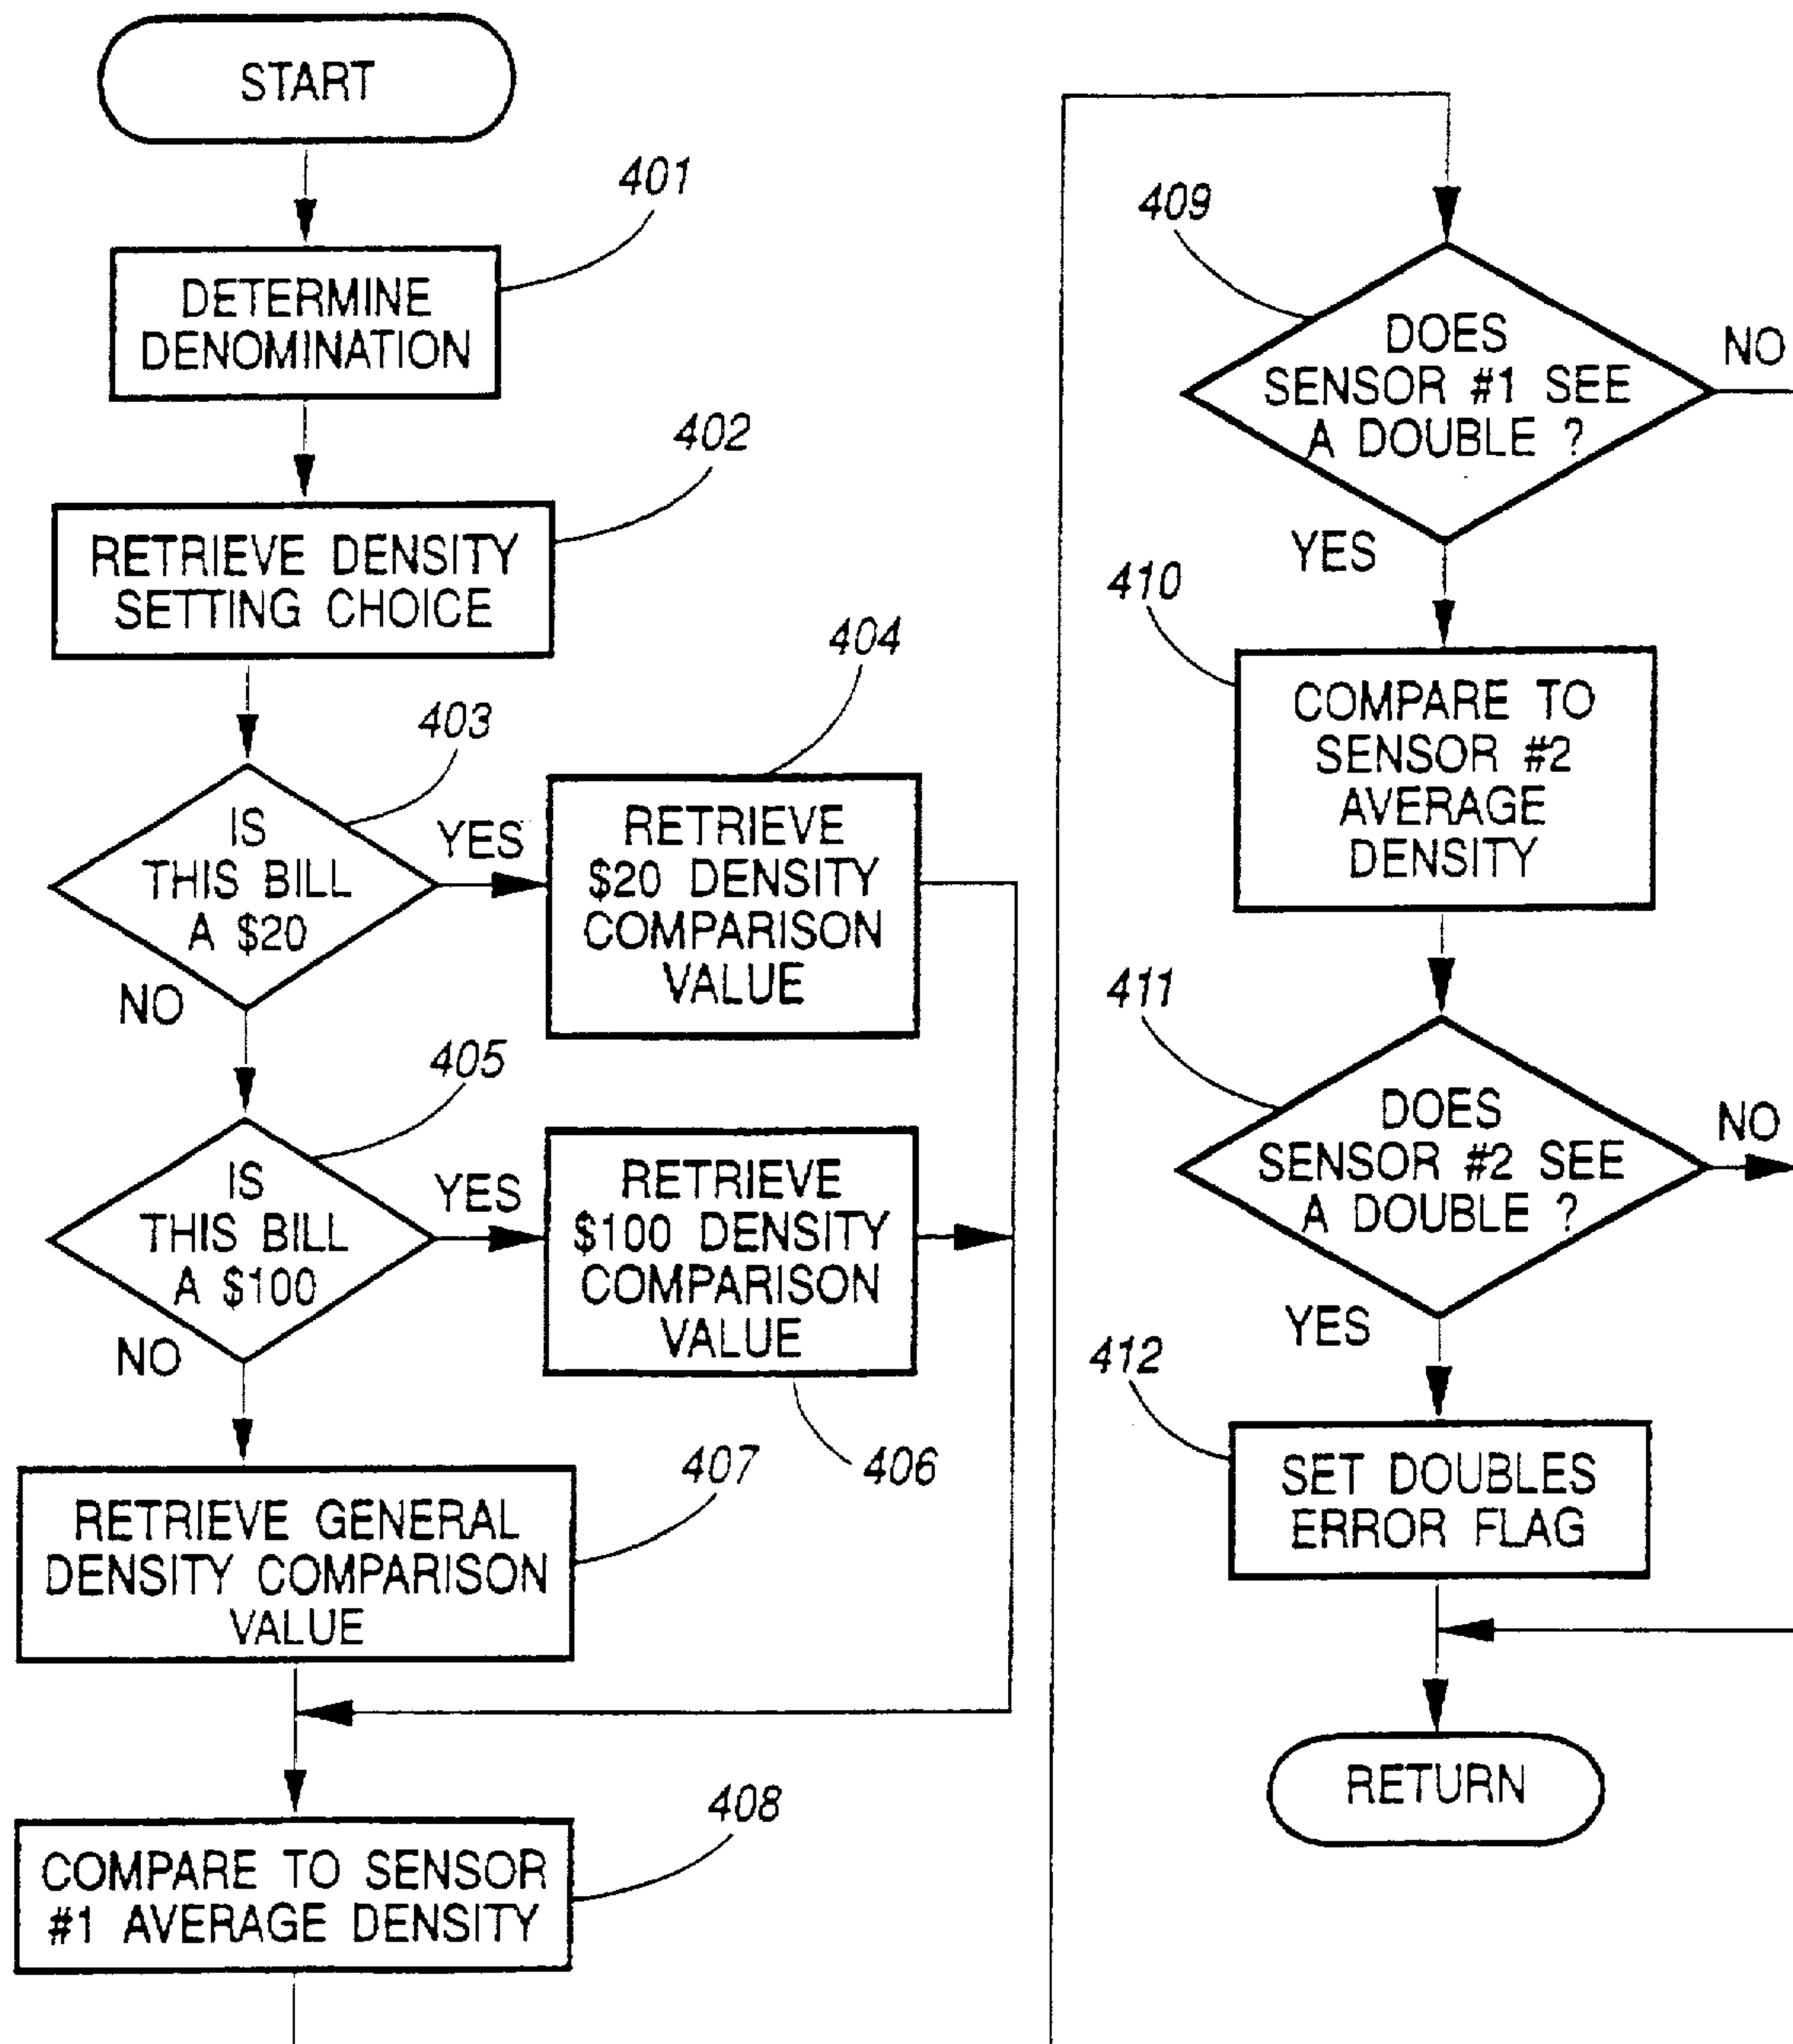 START
401
DETERMINE
DENOMINATION
402
RETRIEVE DENSITY
SETTING CHOICE
403
IS
THIS BILL
A $20
YES
NO
404
RETRIEVE
$20 DENSITY
COMPARISON
VALUE
405
IS
THIS BILL
A $100
YES
NO
RETRIEVE
$100 DENSITY
COMPARISON
VALUE
406
407
RETRIEVE GENERAL
DENSITY COMPARISON
VALUE
408
COMPARE TO SENSOR
#1 AVERAGE DENSITY
409
DOES
SENSOR #1 SEE
A DOUBLE ?
NO
YES
410
COMPARE TO
SENSOR #2
AVERAGE
DENSITY
411
DOES
SENSOR #2 SEE
A DOUBLE ?
NO
YES
412
SET DOUBLES
ERROR FLAG
RETURN